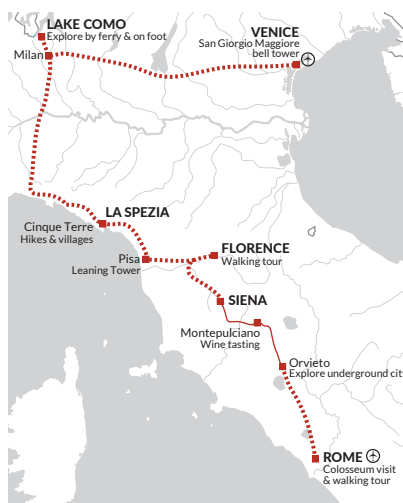 LAKE COMO
Explore by ferry & on foot
Milan
VENICE
San Giorgio Maggiore
bell tower
LA SPEZIA
Cinque Terre
Hikes & villages
Pisa
Leaning Tower
FLORENCE
Walking tour
SIENA
Montepulciano
Wine tasting
Orvieto
Explore underground cit
ROME
Colosseum visit
& walking tour